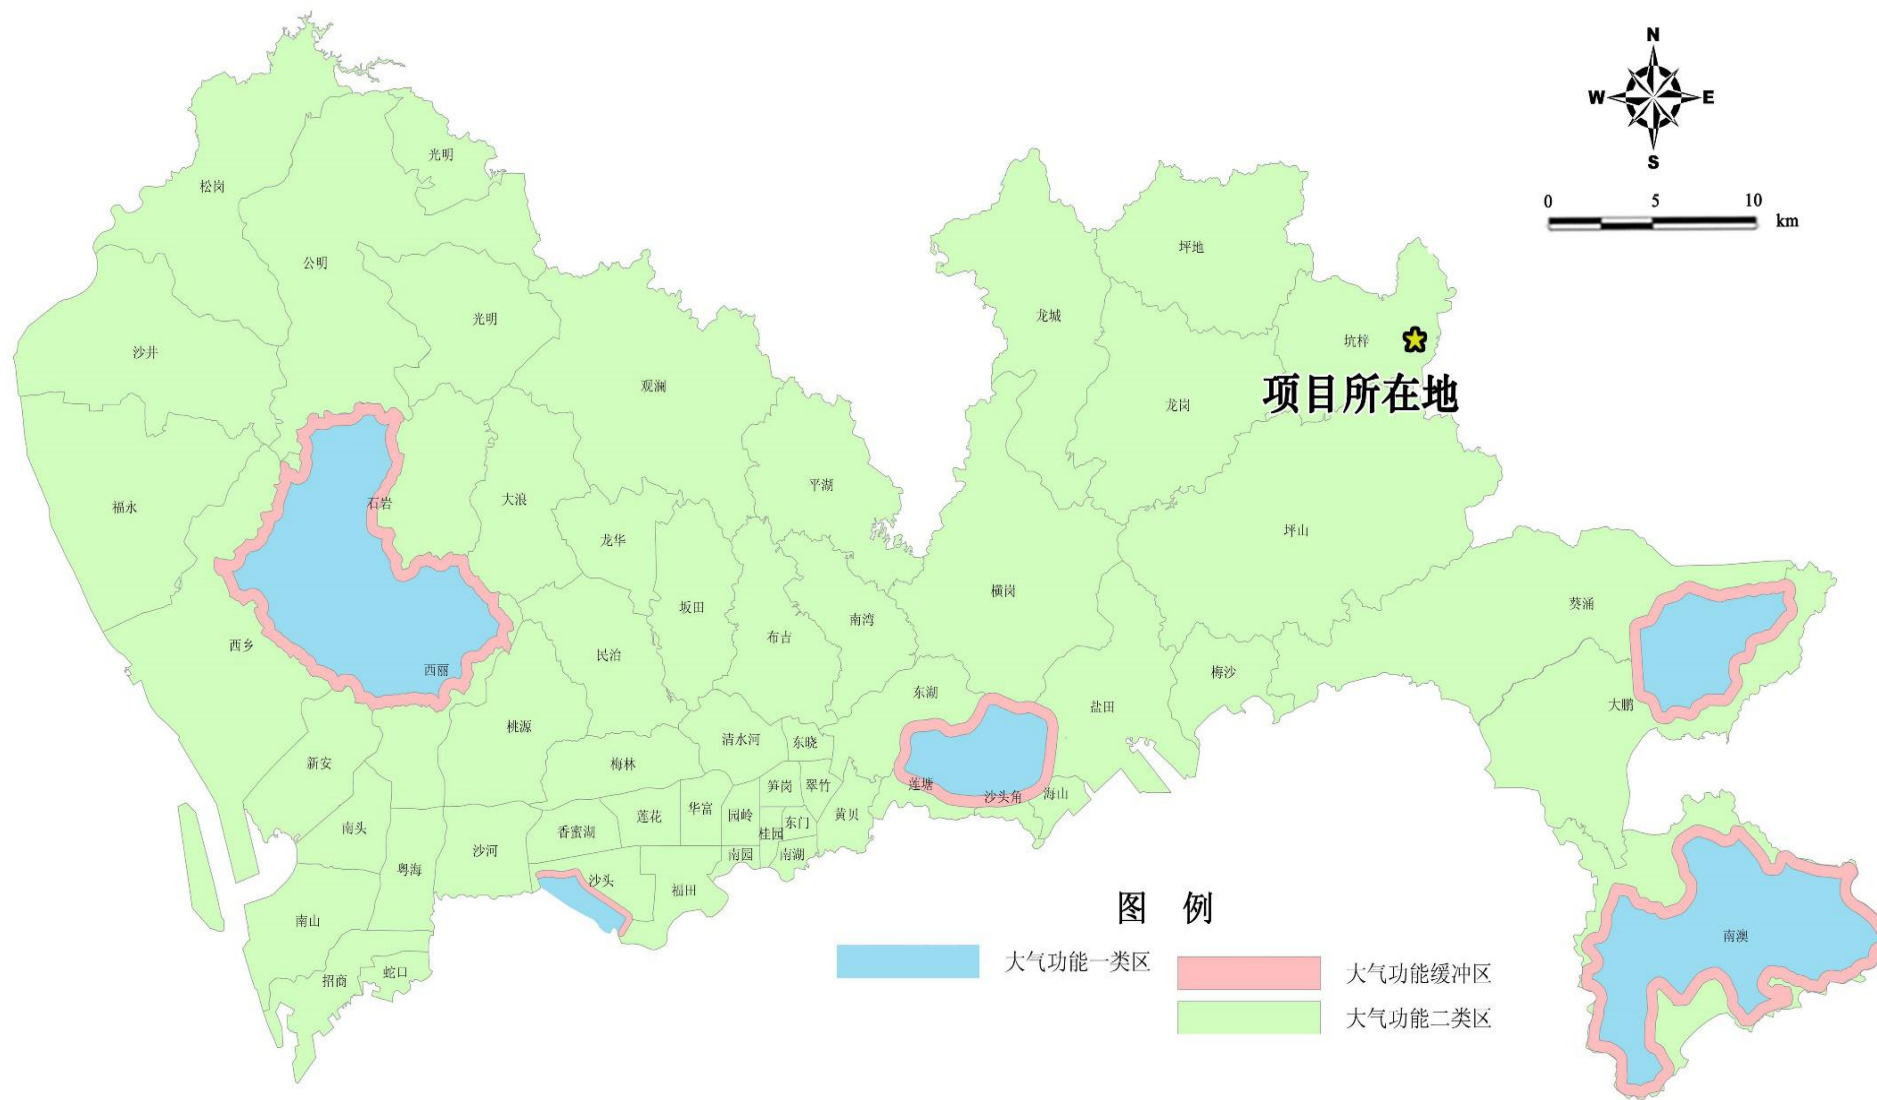 N
W E
S
0 5 10
km
光明
松岗
公明
坪地
光明
龙城
坑梓
沙井
观澜
龙岗
项目所在地
平湖
福永
石岩
大浪
龙华
坪山
横岗
葵涌
坂田
南湾
布吉
西乡
民治
西丽
梅沙
东湖
盐田
大鹏
桃源
清水河
东晓
新安
梅林
笋岗
翠竹
莲塘
沙头角
海山
南头
香蜜湖
莲花
华富
园岭
桂园
东门
黄贝
粤海
沙河
南园
南湖
沙头
福田
南山
南澳
招商
蛇口
图 例
大气功能一类区
大气功能缓冲区
大气功能二类区